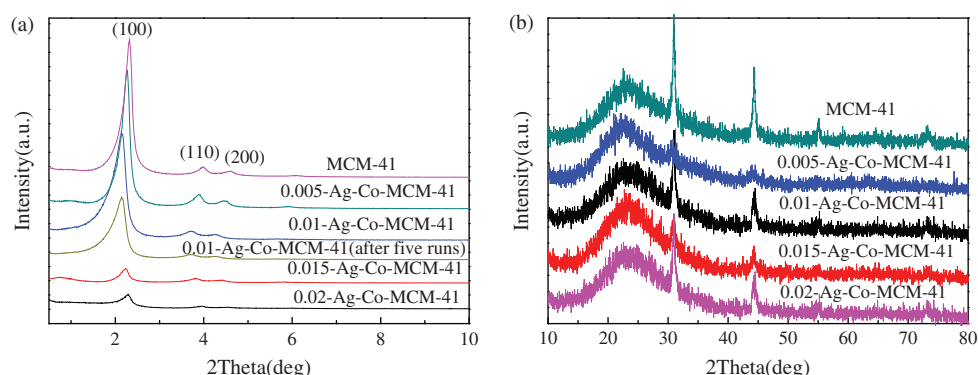 (a)
(100)
(110)
(200)
MCM-41
0.005-Ag-Co-MCM-41
0.01-Ag-Co-MCM-41
0.01-Ag-Co-MCM-41(after five runs)
0.015-Ag-Co-MCM-41
0.02-Ag-Co-MCM-41
Intensity(a.u.)
0 2 4 6 8 10
2Theta(deg)
(b)
MCM-41
0.005-Ag-Co-MCM-41
0.01-Ag-Co-MCM-41
0.015-Ag-Co-MCM-41
0.02-Ag-Co-MCM-41
Intensity(a.u.)
10 20 30 40 50 60 70 80
2Theta(deg)